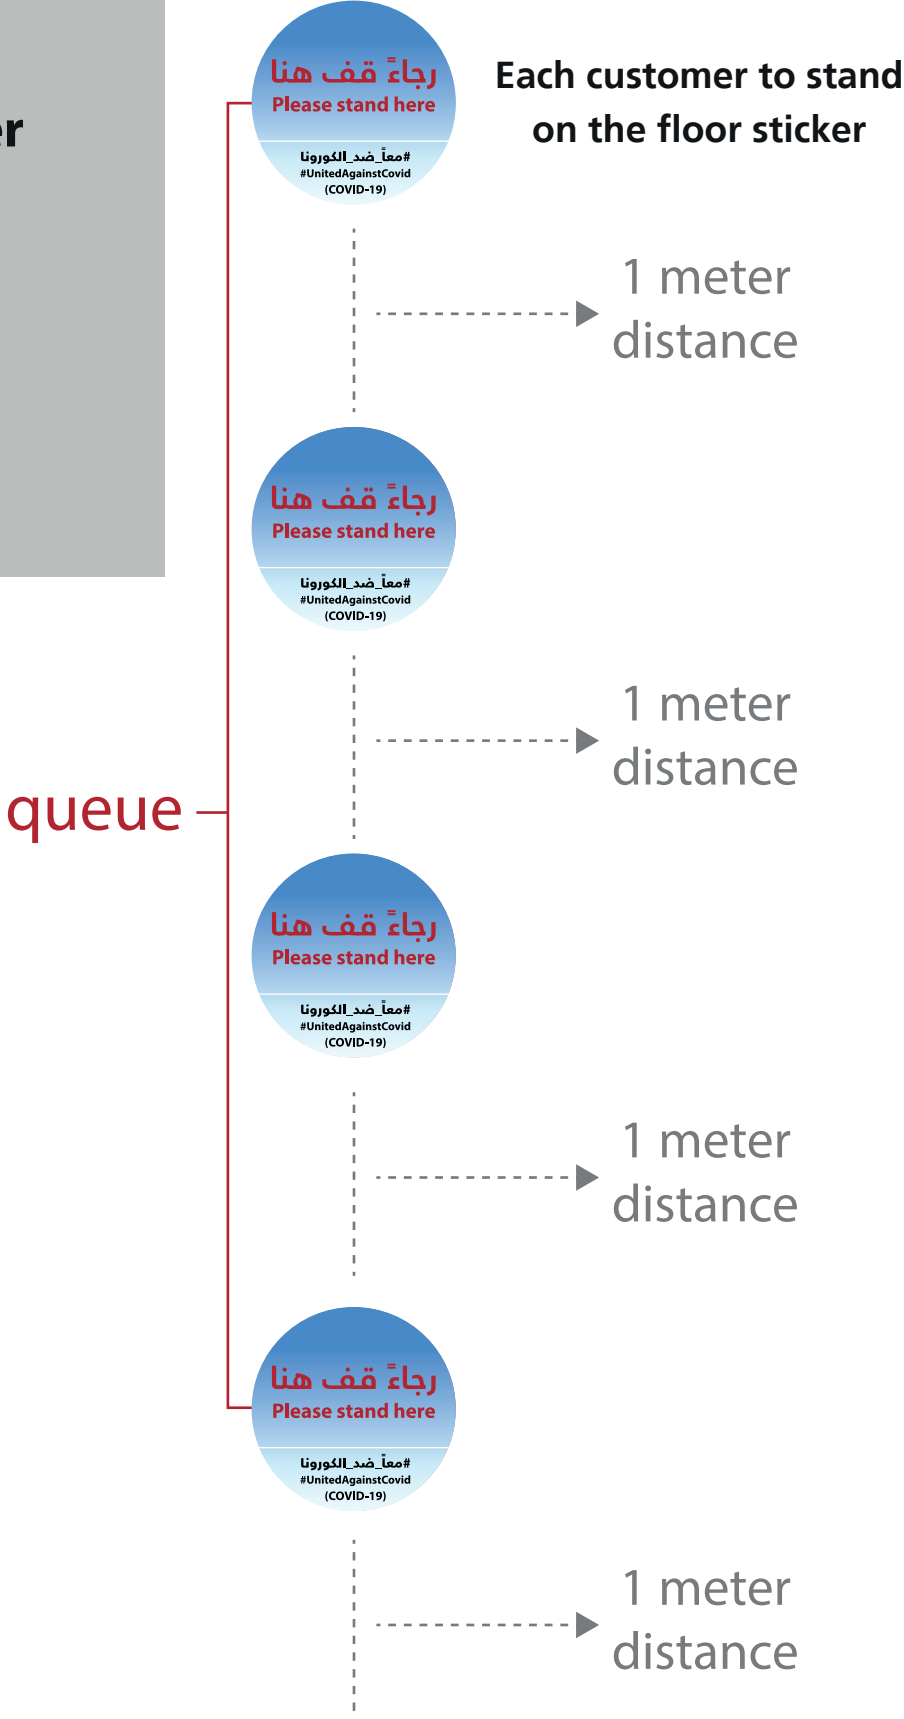 er
رجاءً قف هنا
Please stand here
#معاً_ضد_الكورونا
#UnitedAgainstCovid
(COVID-19)
Each customer to stand
on the floor sticker
1 meter
distance
رجاءً قف هنا
Please stand here
#معاً_ضد_الكورونا
#UnitedAgainstCovid
(COVID-19)
1 meter
distance
queue
رجاءً قف هنا
Please stand here
#معاً_ضد_الكورونا
#UnitedAgainstCovid
(COVID-19)
1 meter
distance
رجاءً قف هنا
Please stand here
#معاً_ضد_الكورونا
#UnitedAgainstCovid
(COVID-19)
1 meter
distance